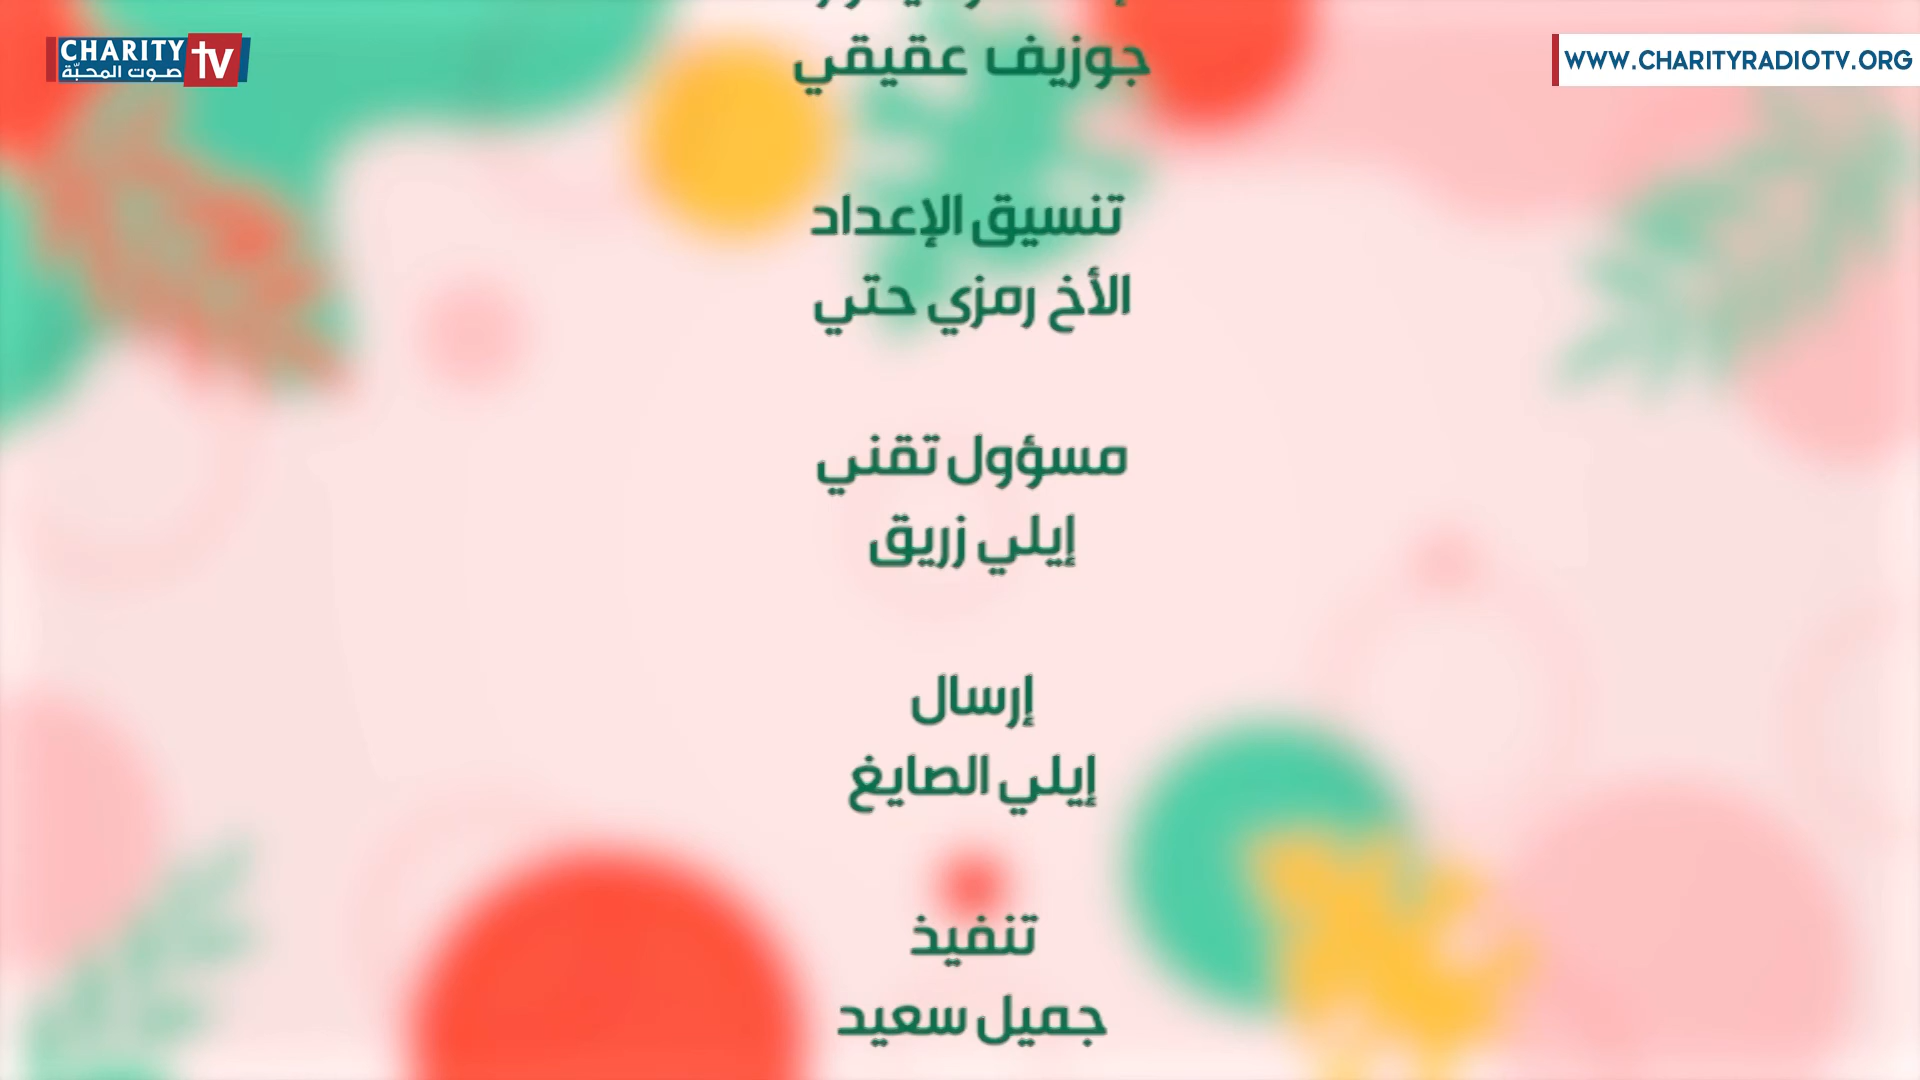 CHARITY tv
صوت المحبّة
WWW.CHARITYRADIOTV.ORG
جوزيف عقيقي
تنسيق الإعداد
الأخ رمزي حتي
مسؤول تقني
إيلي زريق
إرسال
إيلي الصايغ
تنفيذ
جميل سعيد